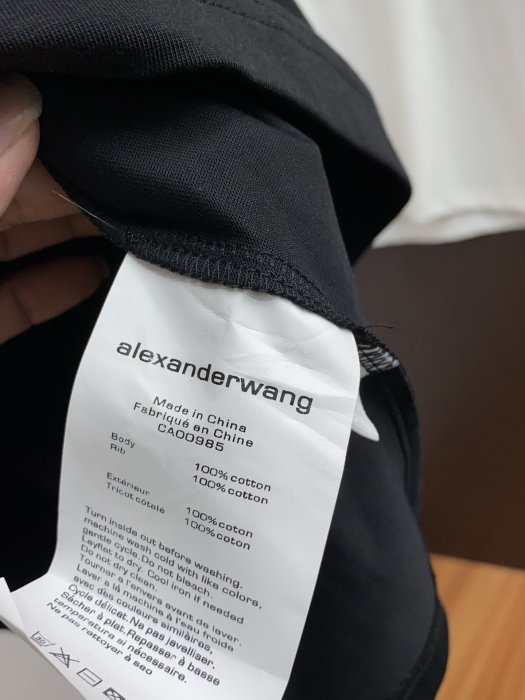 alexanderwang
Made in China
Fabriqué en Chine
CA00985
Body 100% cotton
Rib 100% cotton
Extérieur 100% coton
Tricot côtelé 100% coton
Turn inside out before washing.
machine wash cold with like colors,
gentle cycle. Do not bleach.
Layflat to dry. Cool iron if needed
Do not dry clean.
Tourner a l'envers avant de laver.
Laver a la machine à l'eau froide
avec des couleurs similaires,
Cycle délicat. Ne pas javelliser.
Sécher à plat. Repasser à basse
température si nécessaire.
Ne pas nettoyer à seo